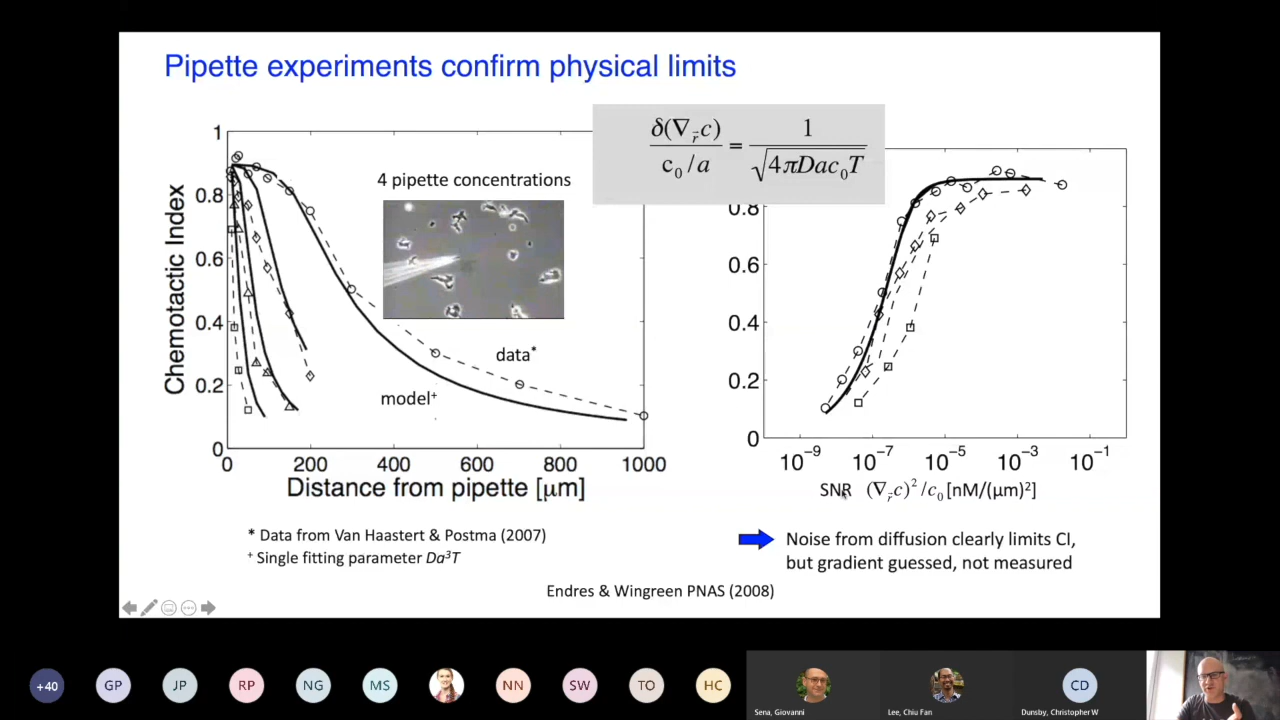 Pipette experiments confirm physical limits
δ(∇r⃗c)
c₀/a
=
1
√4πDac₀T
4 pipette concentrations
data*
model⁺
Chemotactic Index
1
0.8
0.6
0.4
0.2
0
0 200 400 600 800 1000
Distance from pipette [μm]
0.8
0.6
0.4
0.2
0
10⁻⁹ 10⁻⁷ 10⁻⁵ 10⁻³ 10⁻¹
SNR (∇r⃗c)²/c₀ [nM/(μm)²]
* Data from Van Haastert & Postma (2007)
⁺ Single fitting parameter Da³T
Noise from diffusion clearly limits CI,
but gradient guessed, not measured
Endres & Wingreen PNAS (2008)
+40 GP JP RP NG MS NN SW TO HC CD
Sena, Giovanni
Lee, Chiu Fan
Dunsby, Christopher W